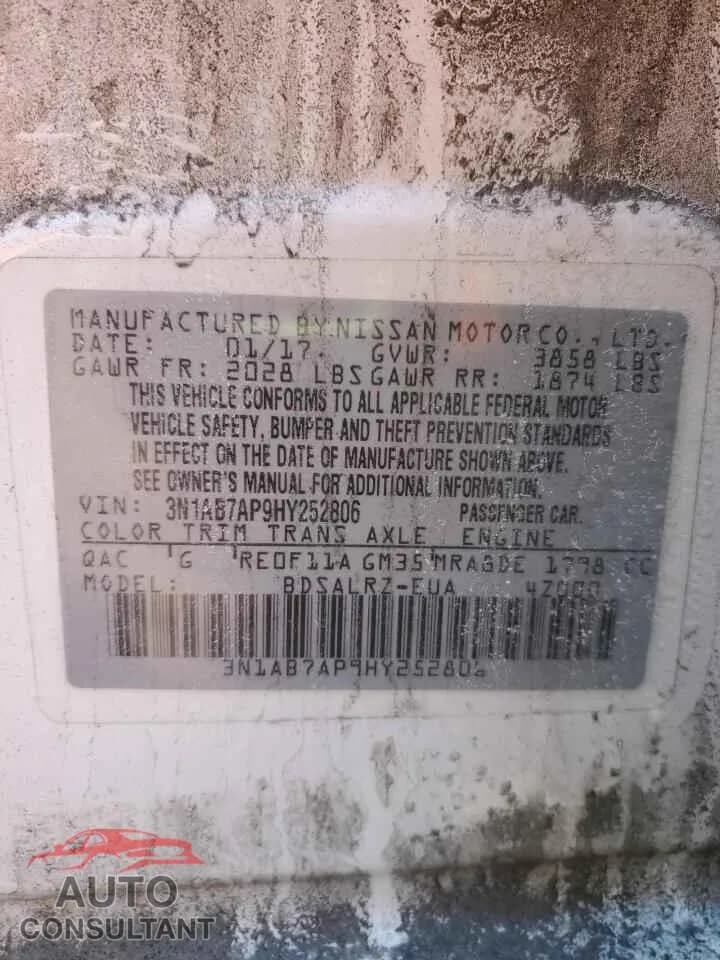 MANUFACTURED BY NISSAN MOTOR CO., LTD.
DATE: 01/17. GVWR: 3858 LBS
GAWR FR: 2028 LBS GAWR RR: 1874 LBS
THIS VEHICLE CONFORMS TO ALL APPLICABLE FEDERAL MOTOR
VEHICLE SAFETY, BUMPER AND THEFT PREVENTION STANDARDS
IN EFFECT ON THE DATE OF MANUFACTURE SHOWN ABOVE.
SEE OWNER'S MANUAL FOR ADDITIONAL INFORMATION.
VIN: 3N1AB7AP9HY252806 PASSENGER CAR.
COLOR TRIM TRANS AXLE ENGINE
QAC G RE0F11A GM35 MRA8DE 1798 CC
MODEL: BDSALRZ-EUA
3N1AB7AP9HY252806
AUTO
CONSULTANT